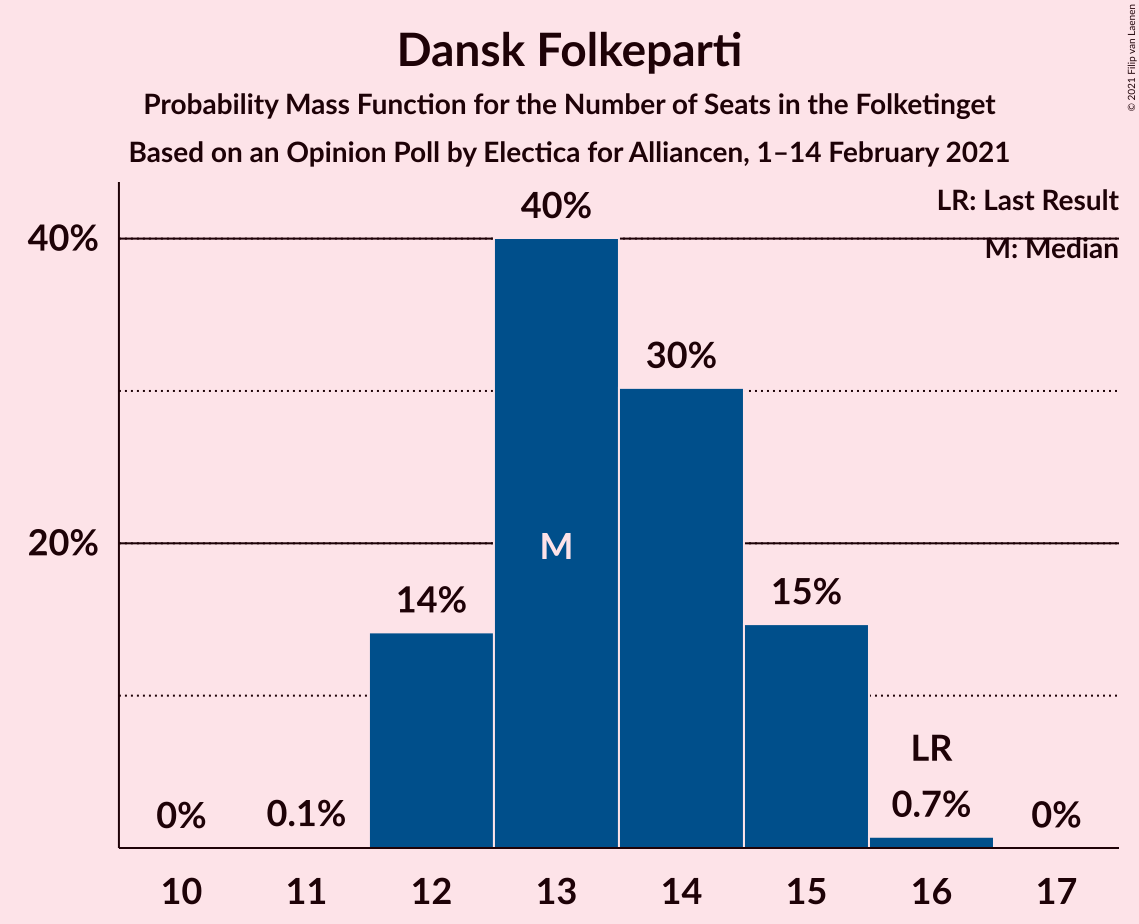 Dansk Folkeparti
Probability Mass Function for the Number of Seats in the Folketinget
Based on an Opinion Poll by Electica for Alliancen, 1–14 February 2021
© 2021 Filip van Laenen
LR: Last Result
M: Median
40%
20%
0%
0.1%
14%
40%
M
30%
15%
LR
0.7%
0%
10
11
12
13
14
15
16
17